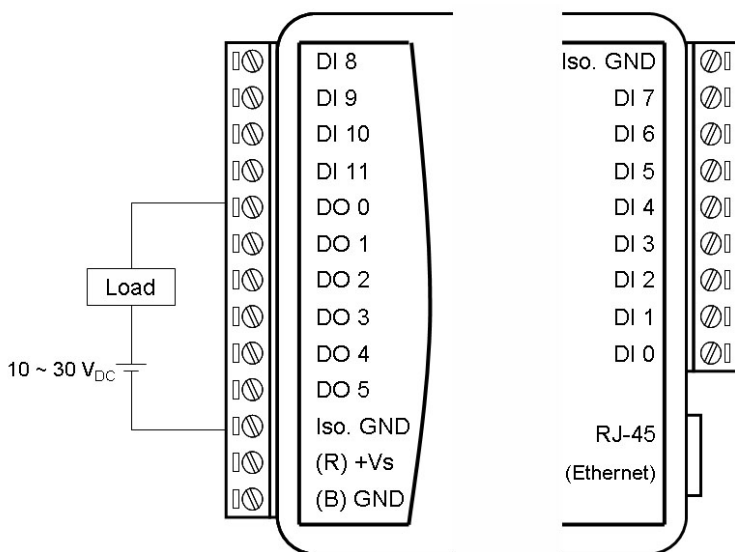 DI 8
DI 9
DI 10
DI 11
DO 0
DO 1
DO 2
DO 3
DO 4
DO 5
Iso. GND
(R) +Vs
(B) GND
Load
10 ~ 30 VDC
Iso. GND
DI 7
DI 6
DI 5
DI 4
DI 3
DI 2
DI 1
DI 0
RJ-45
(Ethernet)